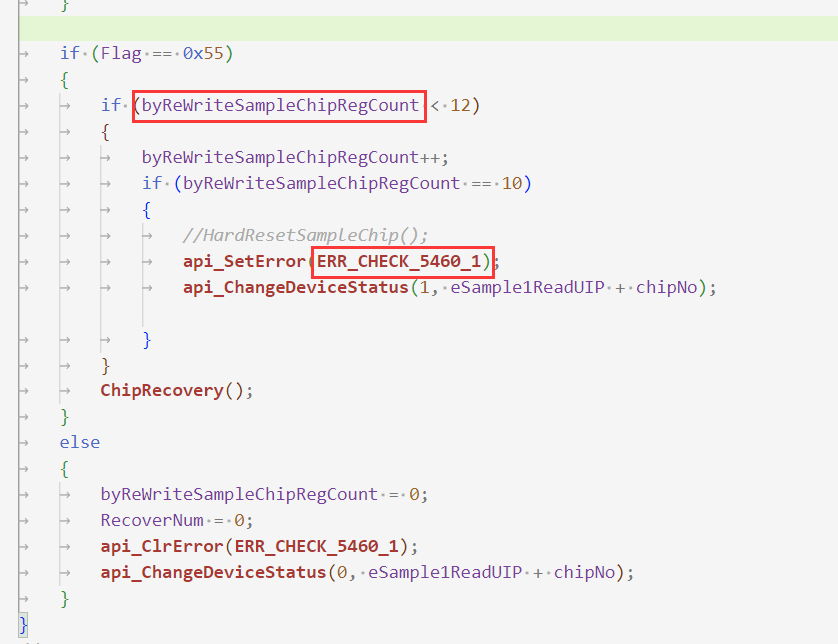 }
if (Flag == 0x55)
{
if (byReWriteSampleChipRegCount < 12)
{
byReWriteSampleChipRegCount++;
if (byReWriteSampleChipRegCount == 10)
{
//HardResetSampleChip();
api_SetError(ERR_CHECK_5460_1);
api_ChangeDeviceStatus(1, eSample1ReadUIP + chipNo);
}
}
ChipRecovery();
}
else
{
byReWriteSampleChipRegCount = 0;
RecoverNum = 0;
api_ClrError(ERR_CHECK_5460_1);
api_ChangeDeviceStatus(0, eSample1ReadUIP + chipNo);
}
}